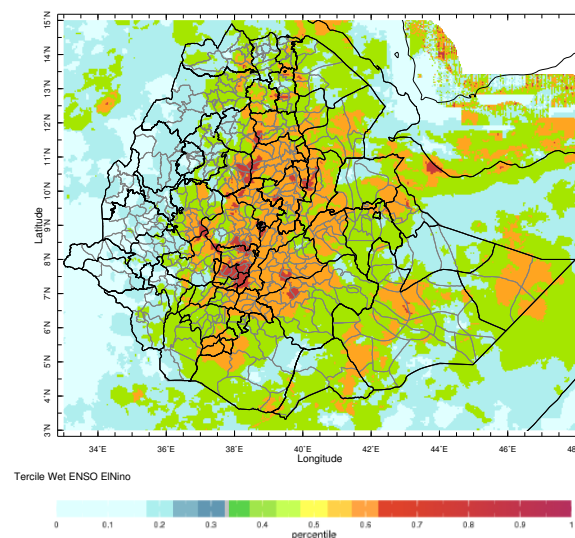 15°N
14°N
13°N
12°N
11°N
10°N
9°N
8°N
7°N
6°N
5°N
4°N
3°N
Latitude
34°E 36°E 38°E 40°E 42°E 44°E 46°E 48
Longitude
Tercile Wet ENSO ElNino
0 0.1 0.2 0.3 0.4 0.5 0.6 0.7 0.8 0.9 1
percentile